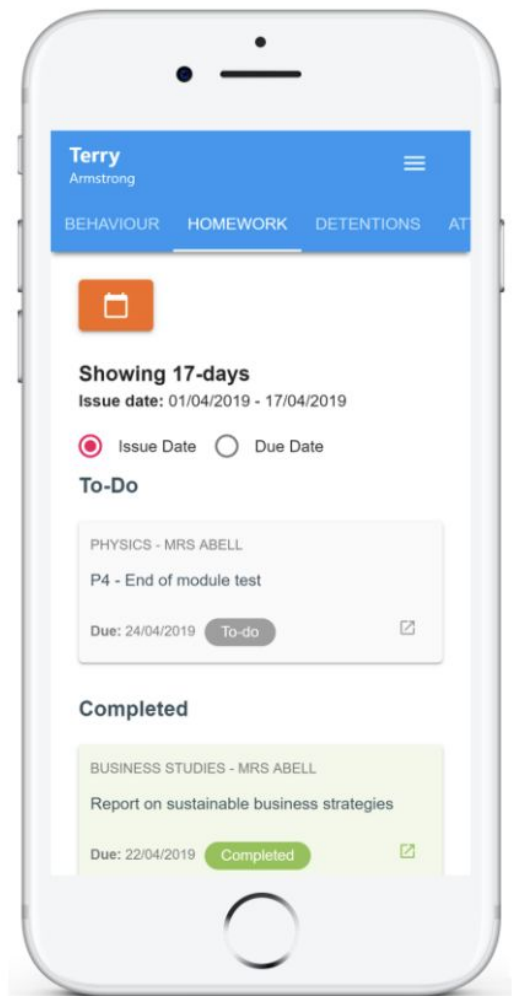 Terry
Armstrong
BEHAVIOUR HOMEWORK DETENTIONS AT
Showing 17-days
Issue date: 01/04/2019 - 17/04/2019
Issue Date Due Date
To-Do
PHYSICS - MRS ABELL
P4 - End of module test
Due: 24/04/2019 To-do
Completed
BUSINESS STUDIES - MRS ABELL
Report on sustainable business strategies
Due: 22/04/2019 Completed